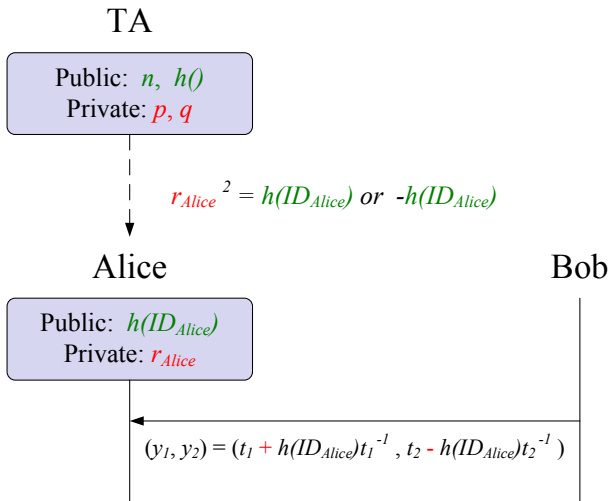 TA
Public: n, h()
Private: p, q
r_Alice ^2 = h(ID_Alice) or -h(ID_Alice)
Alice
Bob
Public: h(ID_Alice)
Private: r_Alice
(y_1, y_2) = (t_1 + h(ID_Alice)t_1^-1 , t_2 - h(ID_Alice)t_2^-1 )